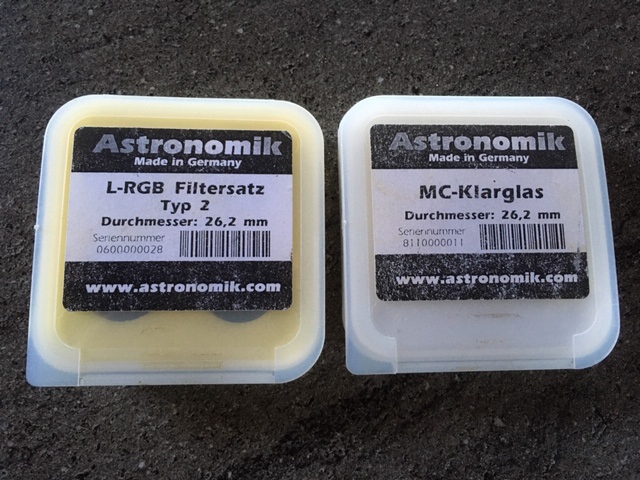 Astronomik
Made in Germany
L-RGB Filtersatz
Typ 2
Durchmesser: 26,2 mm
Seriennummer
0600000028
www.astronomik.com
Astronomik
Made in Germany
MC-Klarglas
Durchmesser: 26,2 mm
Seriennummer
8110000011
www.astronomik.com